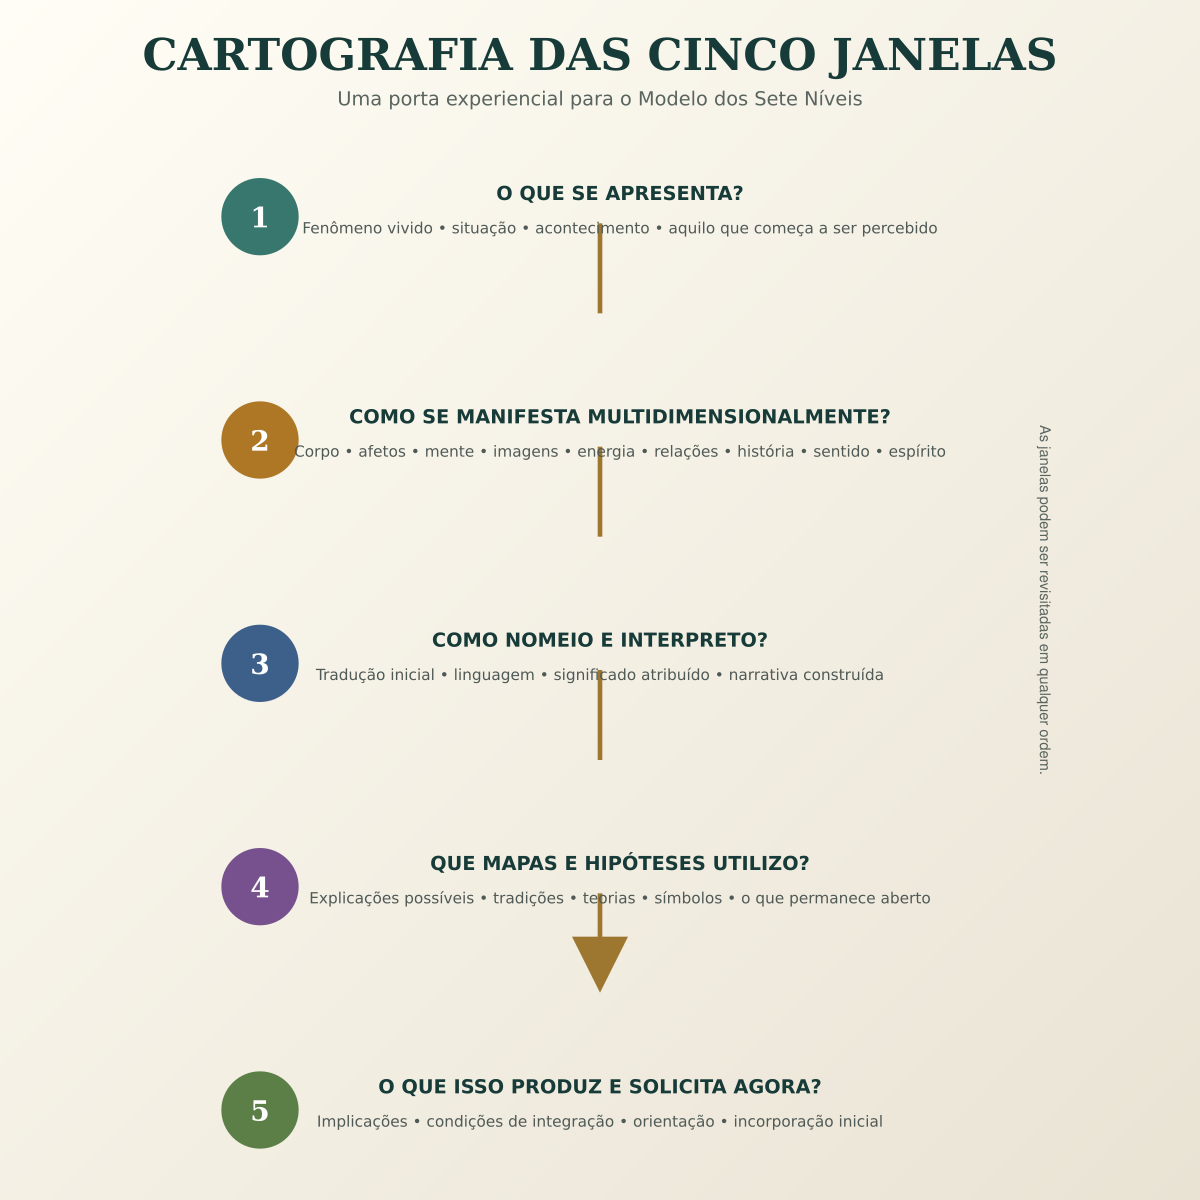 CARTOGRAFIA DAS CINCO JANELAS
Uma porta experiencial para o Modelo dos Sete Níveis
1
O QUE SE APRESENTA?
Fenômeno vivido • situação • acontecimento • aquilo que começa a ser percebido
2
COMO SE MANIFESTA MULTIDIMENSIONALMENTE?
Corpo • afetos • mente • imagens • energia • relações • história • sentido • espírito
3
COMO NOMEIO E INTERPRETO?
Tradução inicial • linguagem • significado atribuído • narrativa construída
4
QUE MAPAS E HIPÓTESES UTILIZO?
Explicações possíveis • tradições • teorias • símbolos • o que permanece aberto
5
O QUE ISSO PRODUZ E SOLICITA AGORA?
Implicações • condições de integração • orientação • incorporação inicial
As janelas podem ser revisitadas em qualquer ordem.